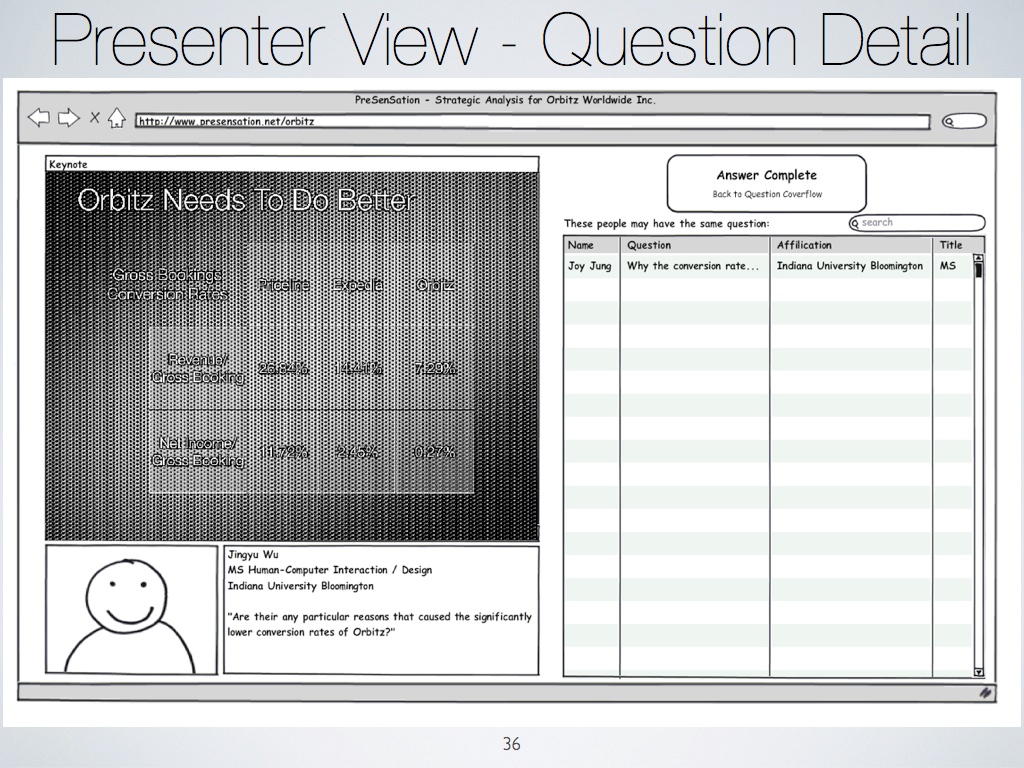 Presenter View - Question Detail
PreSenSation - Strategic Analysis for Orbitz Worldwide Inc.
X
http://www.presensation.net/orbitz
Keynote
Orbitz Needs To Do Better
Gross Bookings Priceline Expedia Orbitz
Conversion Rates
Revenue/
Gross Booking 14.41% 7.29%
Net Income/
Gross Booking 11.72% 2.45%
Jingyu Wu
MS Human-Computer Interaction / Design
Indiana University Bloomington
"Are their any particular reasons that caused the significantly
lower conversion rates of Orbitz?"
Answer Complete
Back to Question Coverflow
These people may have the same question: search
Name Question Affilication Title
Joy Jung Why the conversion rate... Indiana University Bloomington MS
36